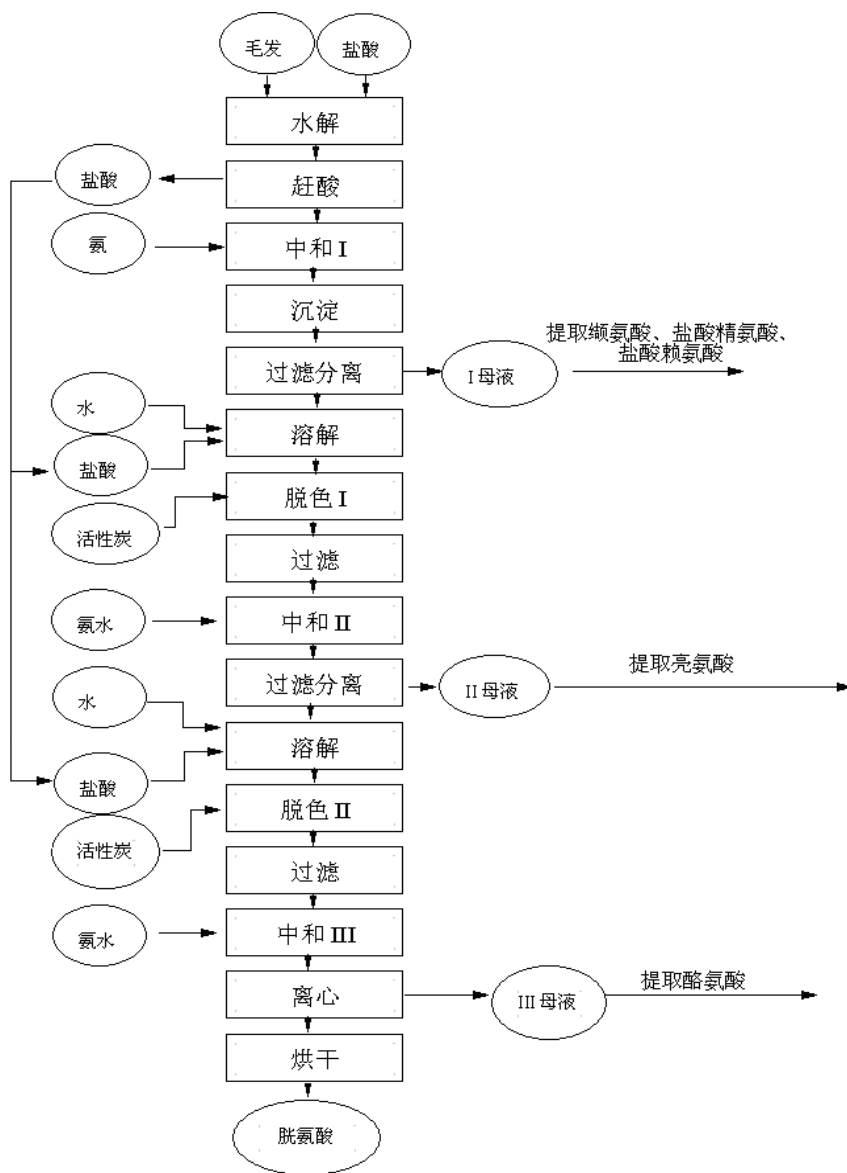 毛发
盐酸
水解
盐酸
赶酸
氨
中和 I
沉淀
过滤分离
I 母液
提取缬氨酸、盐酸精氨酸、
盐酸赖氨酸
水
溶解
盐酸
脱色 I
活性炭
过滤
氨水
中和 II
过滤分离
II 母液
提取亮氨酸
水
溶解
盐酸
脱色 II
活性炭
过滤
氨水
中和 III
离心
III 母液
提取酪氨酸
烘干
胱氨酸